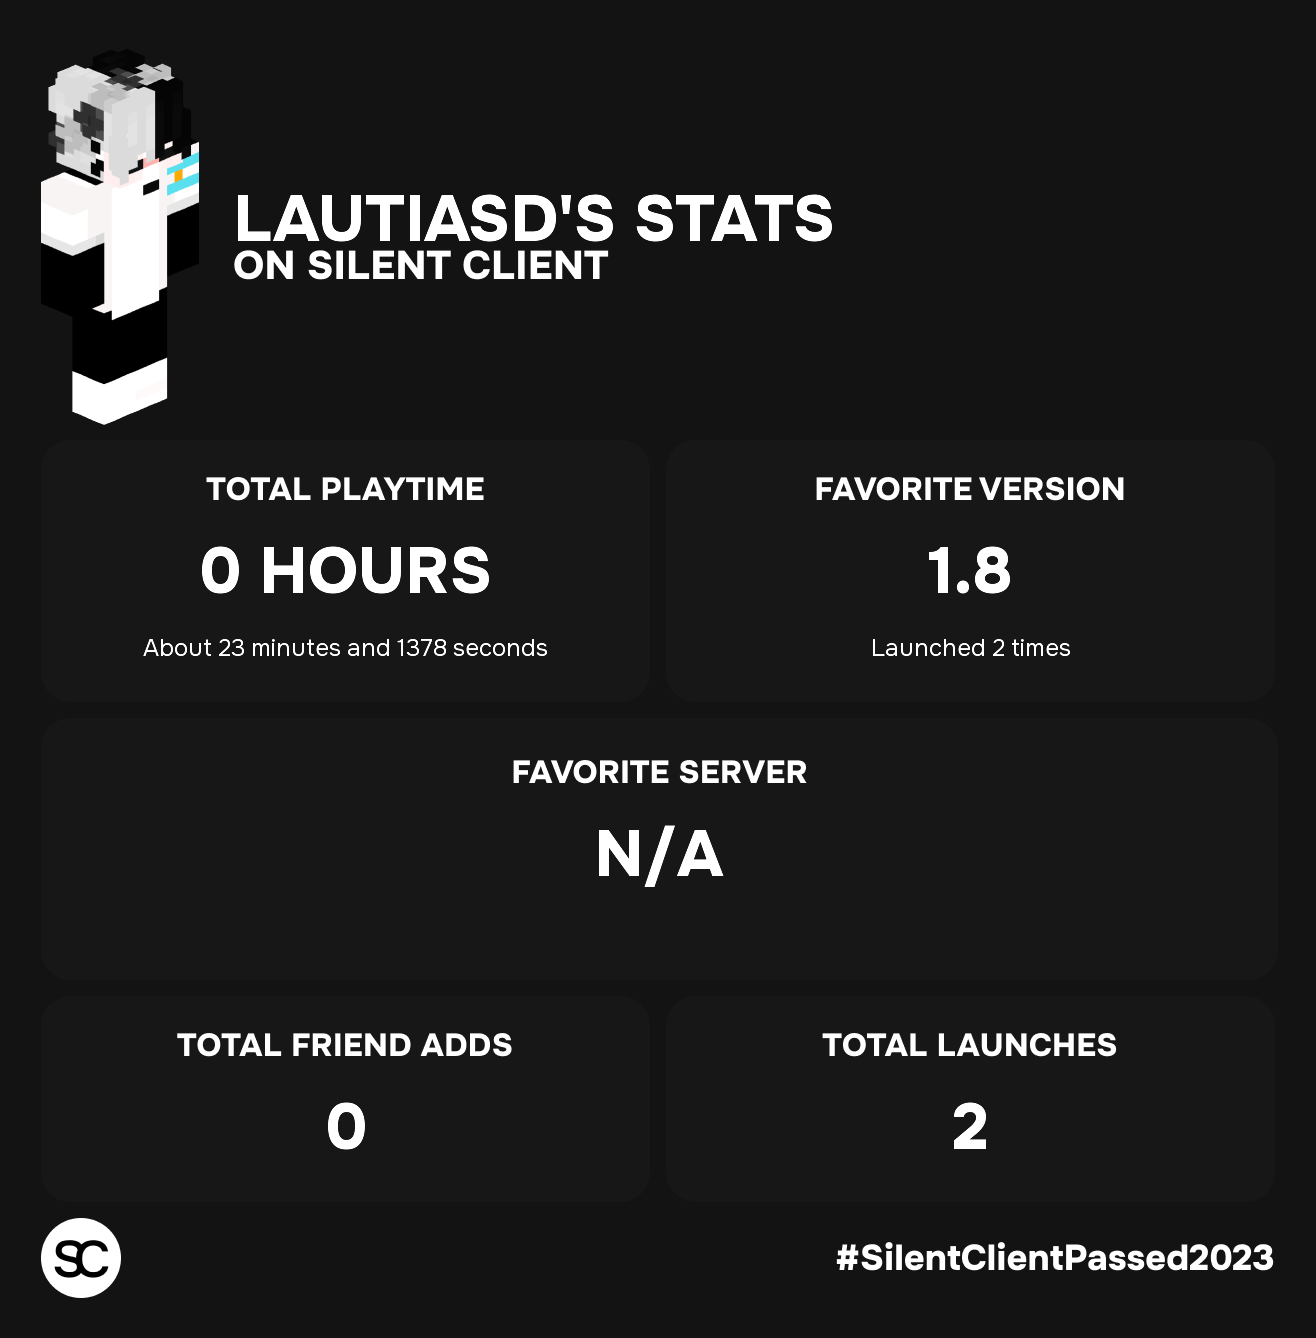 LAUTIASD'S STATS
ON SILENT CLIENT
TOTAL PLAYTIME
0 HOURS
About 23 minutes and 1378 seconds
FAVORITE VERSION
1.8
Launched 2 times
FAVORITE SERVER
N/A
TOTAL FRIEND ADDS
0
TOTAL LAUNCHES
2
SC
#SilentClientPassed2023